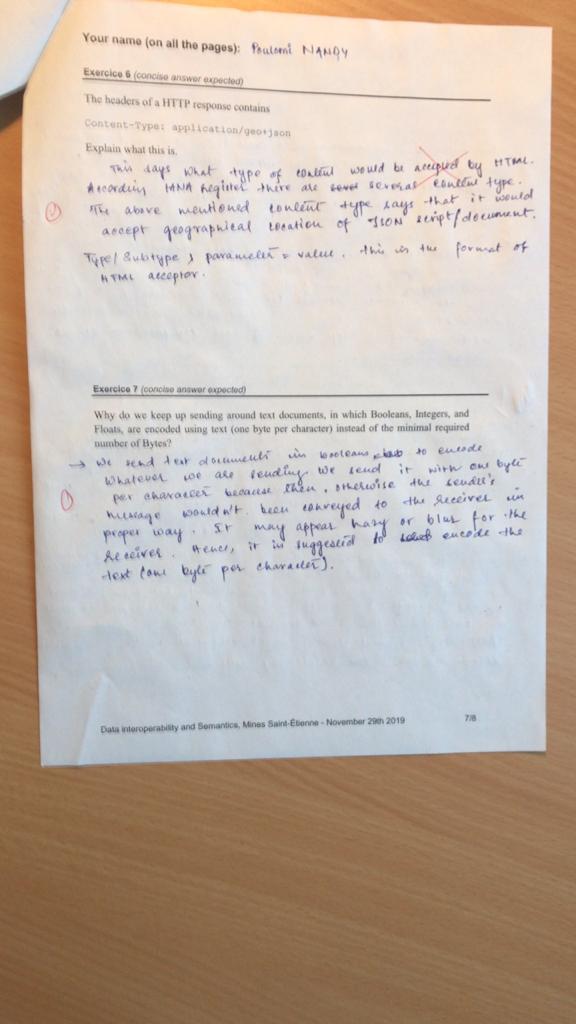 Your name (on all the pages): Poulomi NANDY
Exercice 6 (concise answer expected)
The headers of a HTTP response contains
Content-Type: application/geo+json
Explain what this is.
This says what type of content would be accepted by HTML.
According IANA Register there are several content type.
The above mentioned content type says that it would
accept geographical location of JSON script/document.
Type/Subtype ; parameter = value. this is the format of
HTML acceptor.
Exercice 7 (concise answer expected)
Why do we keep up sending around text documents, in which Booleans, Integers, and
Floats, are encoded using text (one byte per character) instead of the minimal required
number of Bytes?
→ We send text documents in booleans to encode
whatever we are sending. We send it with one byte
per character because then, otherwise the sender's
message wouldn't been conveyed to the receiver in
proper way. It may appear hazy or blur for the
receiver. Hence, it is suggested to encode the
text (one byte per character).
Data Interoperability and Semantics, Mines Saint-Étienne - November 29th 2019
7/8